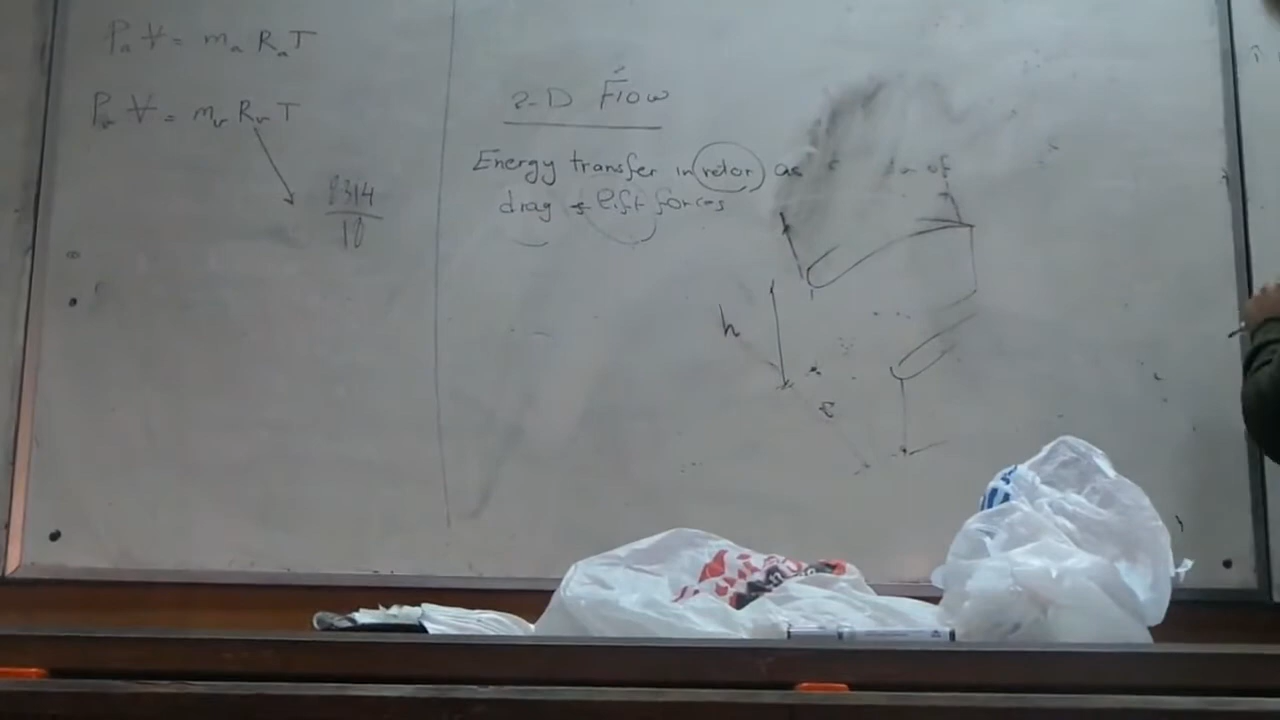 Pₐ V = mₐ Rₐ T
Pᵥ V = mᵥ Rᵥ T
8314
18
2-D Flow
Energy transfer in rotor as of
drag & lift forces
h
c